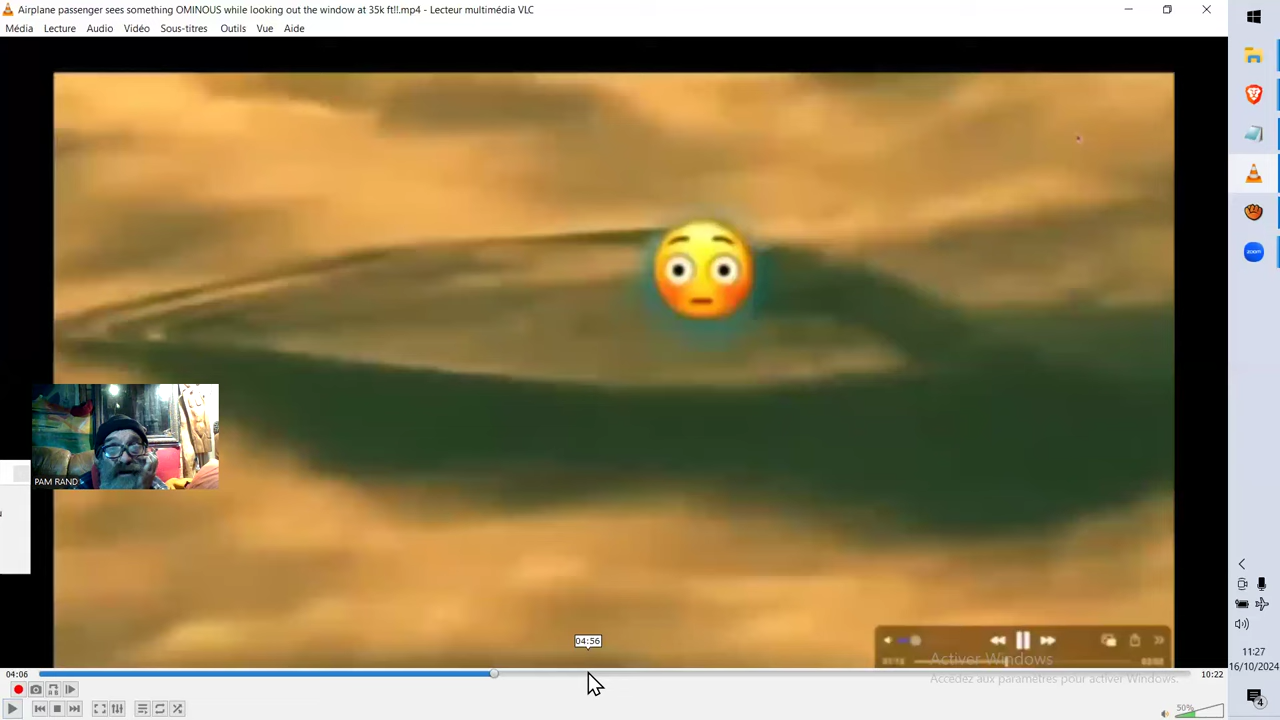 Airplane passenger sees something OMINOUS while looking out the window at 35k ft!!.mp4 - Lecteur multimédia VLC
Média Lecture Audio Vidéo Sous-titres Outils Vue Aide
PAM RAND
04:56
Activer Windows
Accédez aux paramètres pour activer Windows.
04:06
10:22
50%
zoom
11:27
16/10/2024
4